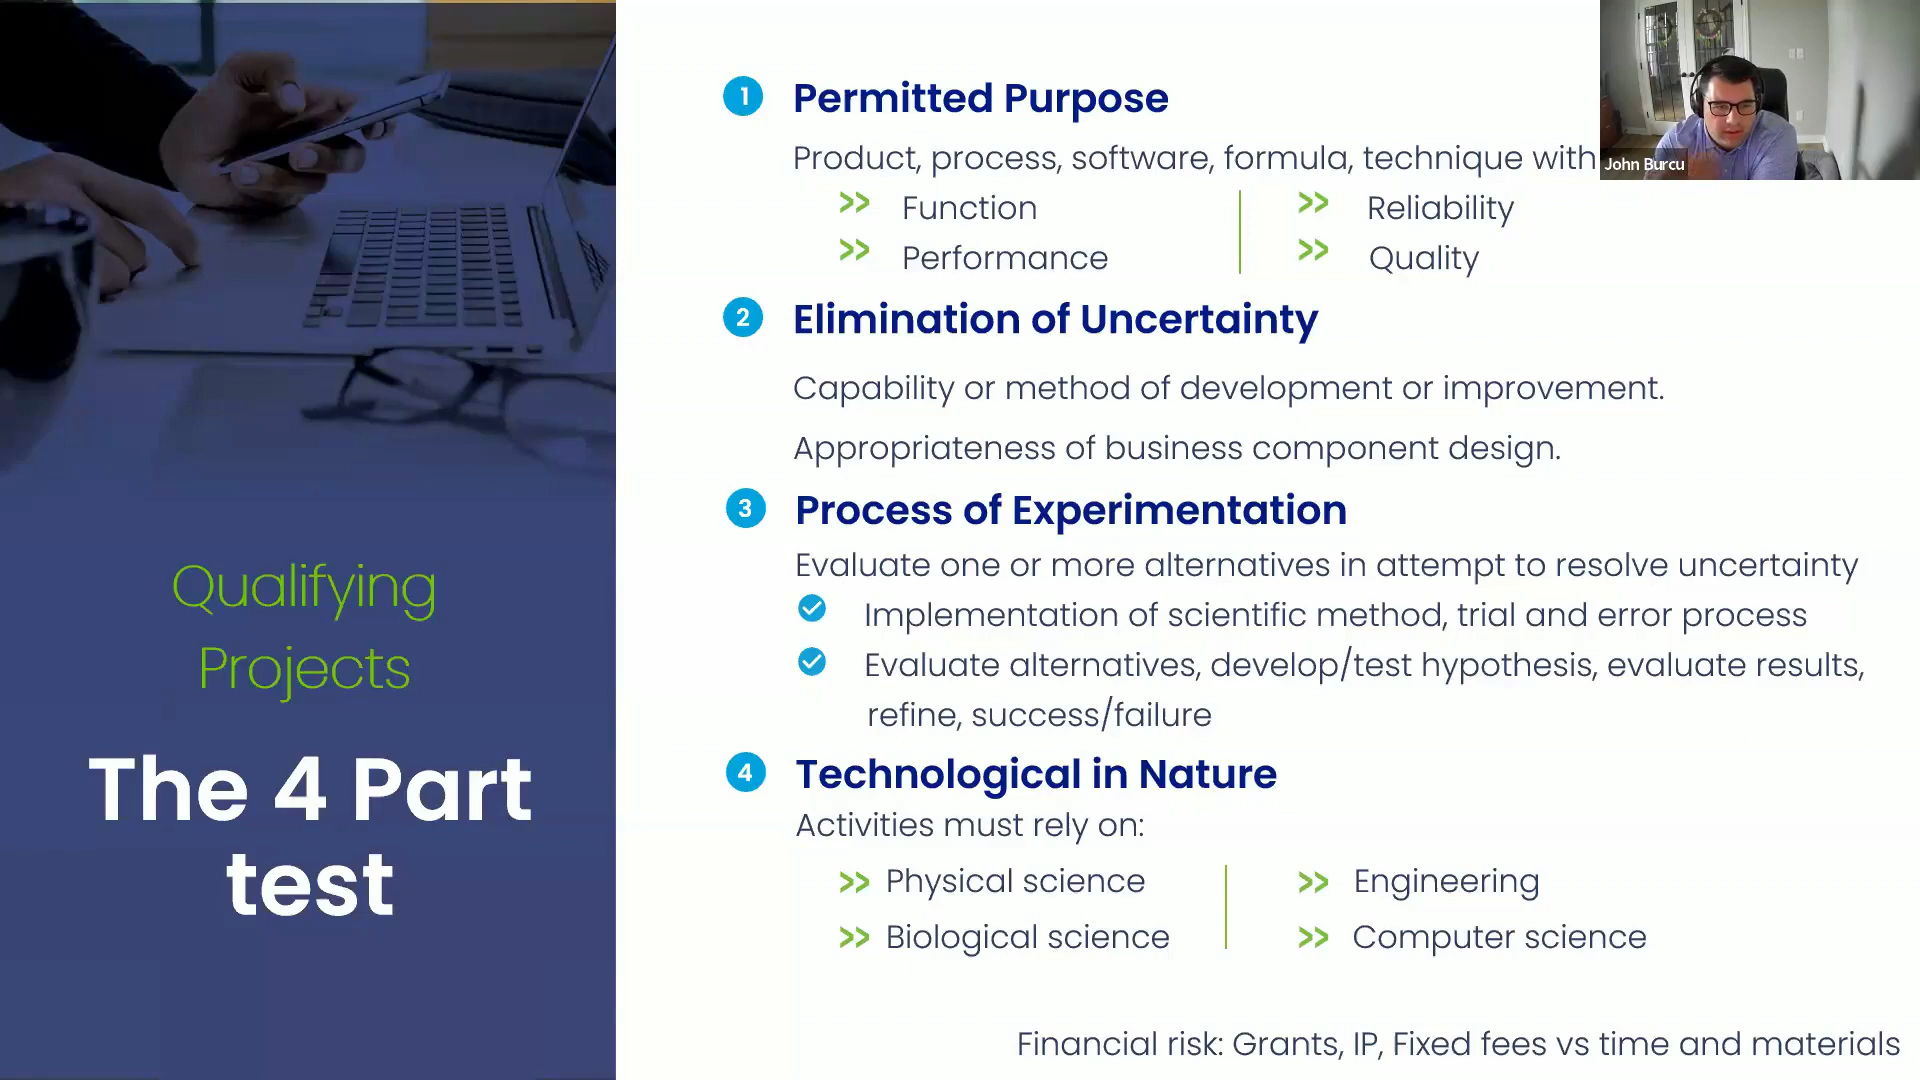 Qualifying
Projects
The 4 Part
test
1 Permitted Purpose
Product, process, software, formula, technique with
>> Function
>> Reliability
>> Performance
>> Quality
2 Elimination of Uncertainty
Capability or method of development or improvement.
Appropriateness of business component design.
3 Process of Experimentation
Evaluate one or more alternatives in attempt to resolve uncertainty
Implementation of scientific method, trial and error process
Evaluate alternatives, develop/test hypothesis, evaluate results,
refine, success/failure
4 Technological in Nature
Activities must rely on:
>> Physical science
>> Engineering
>> Biological science
>> Computer science
Financial risk: Grants, IP, Fixed fees vs time and materials
John Burcu